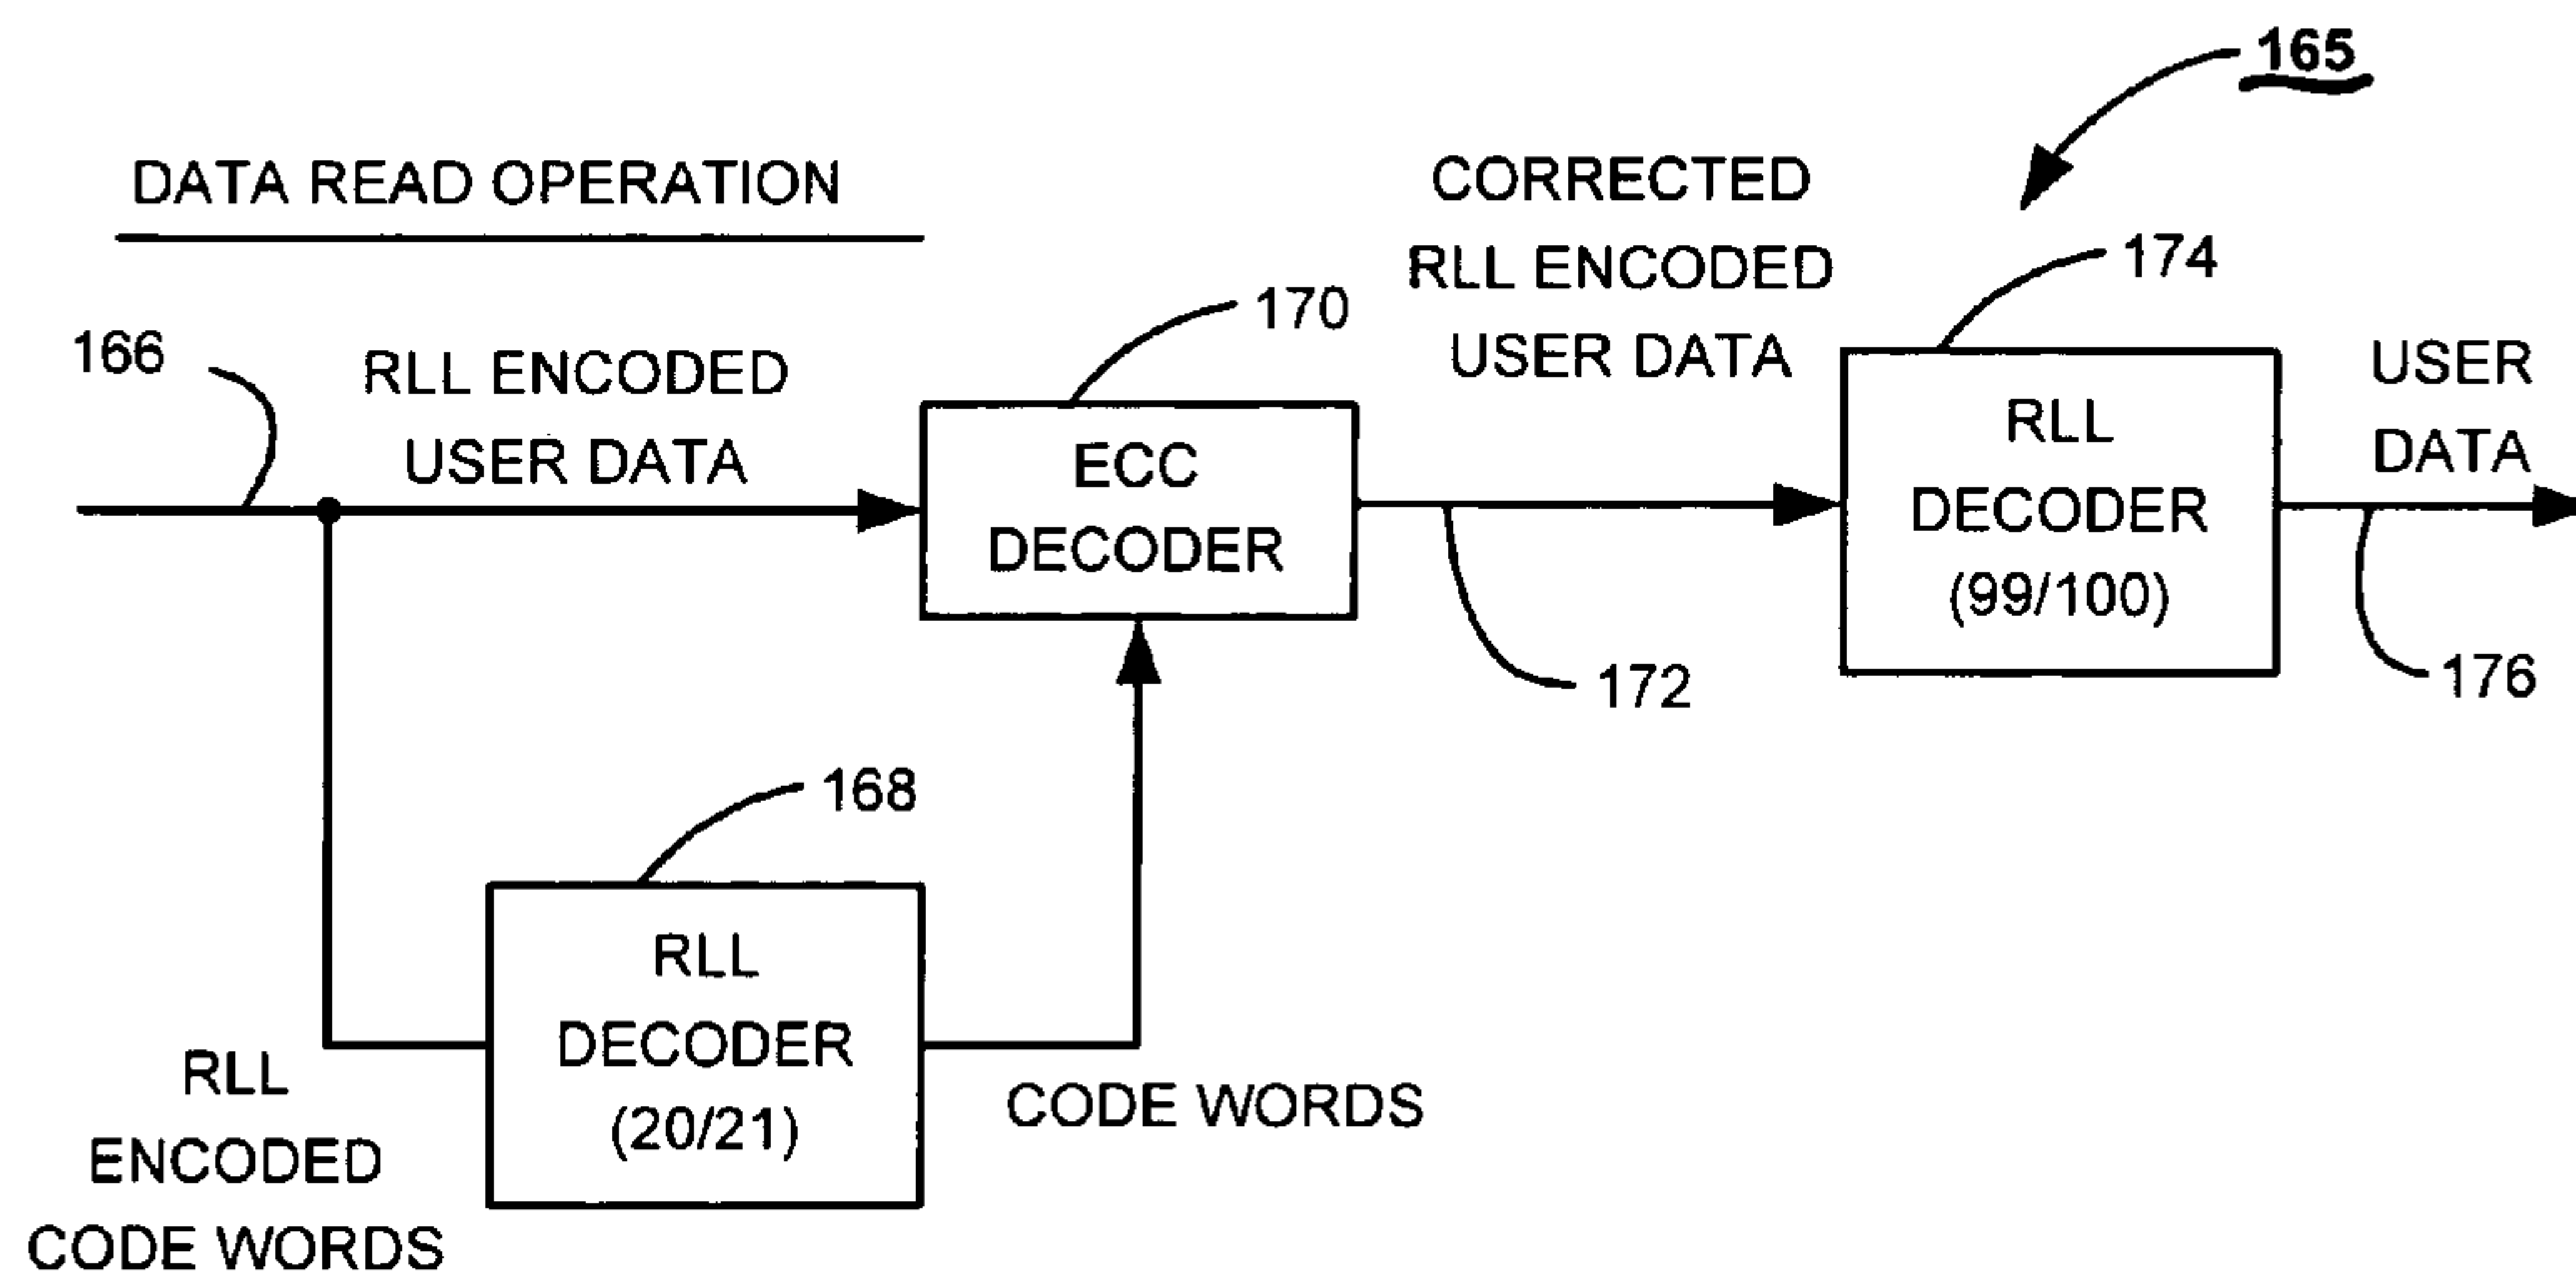 165
DATA READ OPERATION
CORRECTED
RLL ENCODED
USER DATA
174
170
166
RLL ENCODED
USER DATA
ECC
DECODER
RLL
DECODER
(99/100)
USER
DATA
172
176
168
RLL
DECODER
(20/21)
RLL
ENCODED
CODE WORDS
CODE WORDS